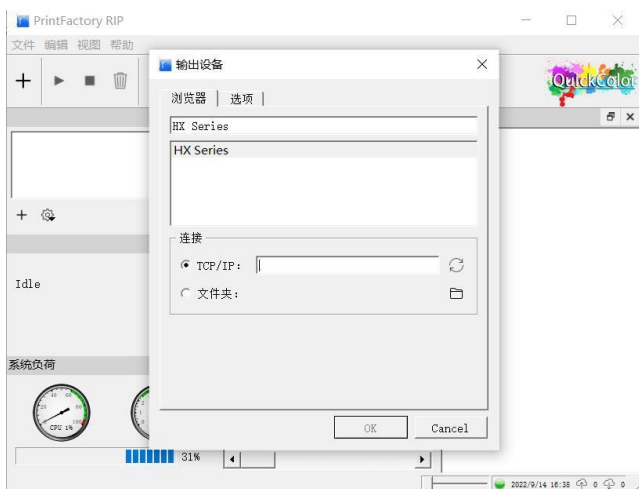 PrintFactory RIP
文件 编辑 视图 帮助
输出设备
QuickColor
浏览器 选项
HX Series
HX Series
连接
TCP/IP:
文件夹:
Idle
系统负荷
CPU 1%
31%
OK Cancel
2022/9/14 16:38 0 0